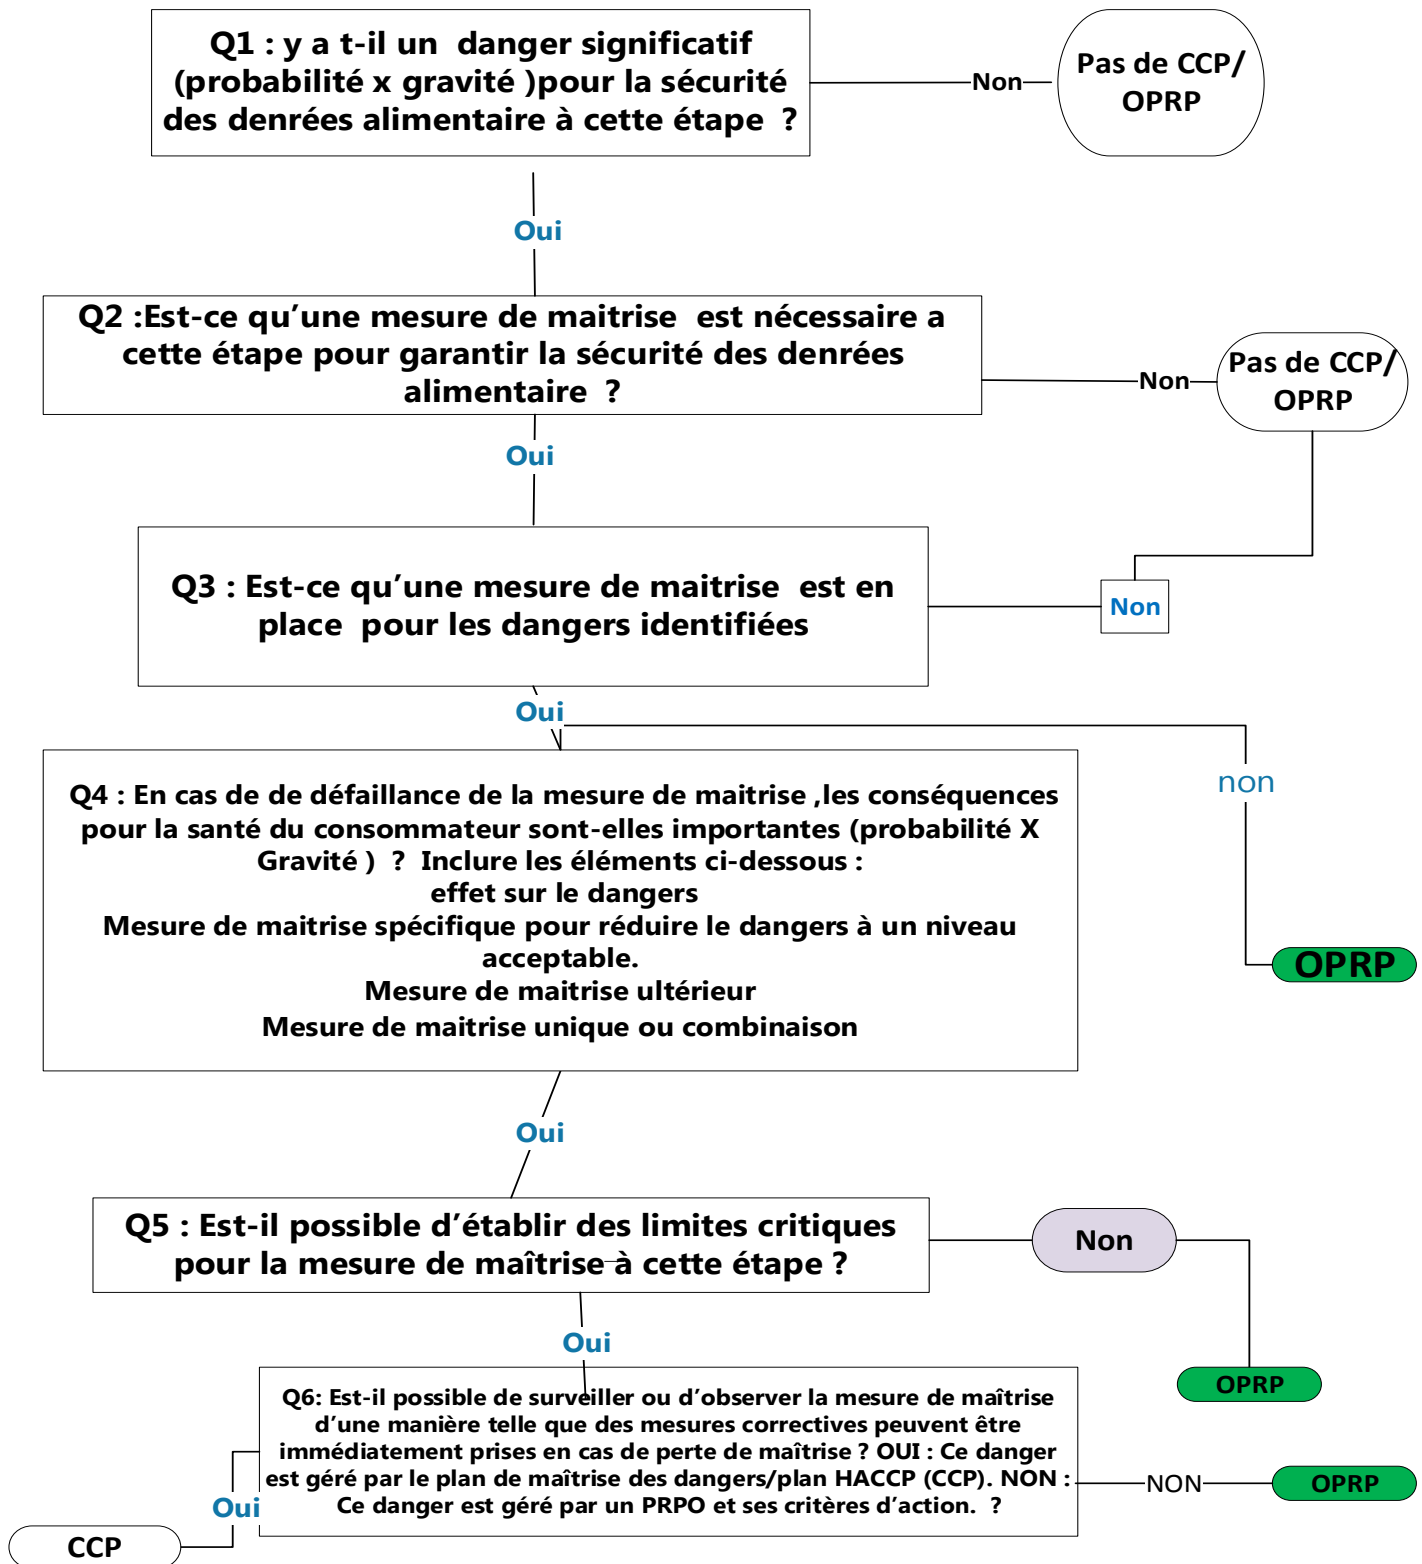 Q1 : y a t-il un danger significatif
(probabilité x gravité )pour la sécurité
des denrées alimentaire à cette étape ?
Non
Pas de CCP/
OPRP
Oui
Q2 :Est-ce qu’une mesure de maitrise est nécessaire a
cette étape pour garantir la sécurité des denrées
alimentaire ?
Non
Pas de CCP/
OPRP
Oui
Q3 : Est-ce qu’une mesure de maitrise est en
place pour les dangers identifiées
Non
Oui
non
Q4 : En cas de de défaillance de la mesure de maitrise ,les conséquences
pour la santé du consommateur sont-elles importantes (probabilité X
Gravité ) ? Inclure les éléments ci-dessous :
effet sur le dangers
Mesure de maitrise spécifique pour réduire le dangers à un niveau
acceptable.
Mesure de maitrise ultérieur
Mesure de maitrise unique ou combinaison
OPRP
Oui
Q5 : Est-il possible d’établir des limites critiques
pour la mesure de maîtrise à cette étape ?
Non
OPRP
Oui
Q6: Est-il possible de surveiller ou d’observer la mesure de maîtrise
d’une manière telle que des mesures correctives peuvent être
immédiatement prises en cas de perte de maîtrise ? OUI : Ce danger
est géré par le plan de maîtrise des dangers/plan HACCP (CCP). NON :
Ce danger est géré par un PRPO et ses critères d’action. ?
NON
OPRP
Oui
CCP